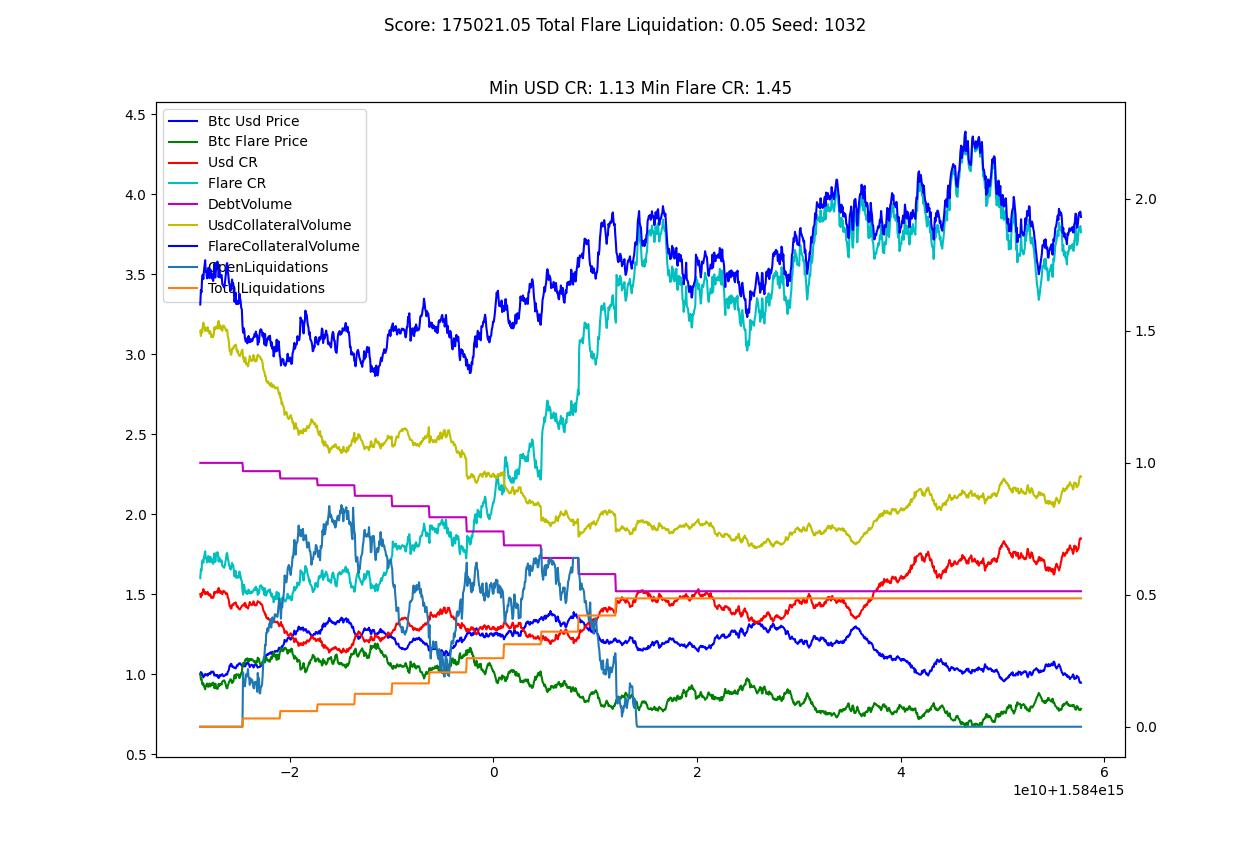 Score: 175021.05 Total Flare Liquidation: 0.05 Seed: 1032
Min USD CR: 1.13 Min Flare CR: 1.45
Btc Usd Price
Btc Flare Price
Usd CR
Flare CR
DebtVolume
UsdCollateralVolume
FlareCollateralVolume
OpenLiquidations
TotalLiquidations
4.5
4.0
3.5
3.0
2.5
2.0
1.5
1.0
0.5
2.0
1.5
1.0
0.5
0.0
−2 0 2 4 6
1e10+1.584e15